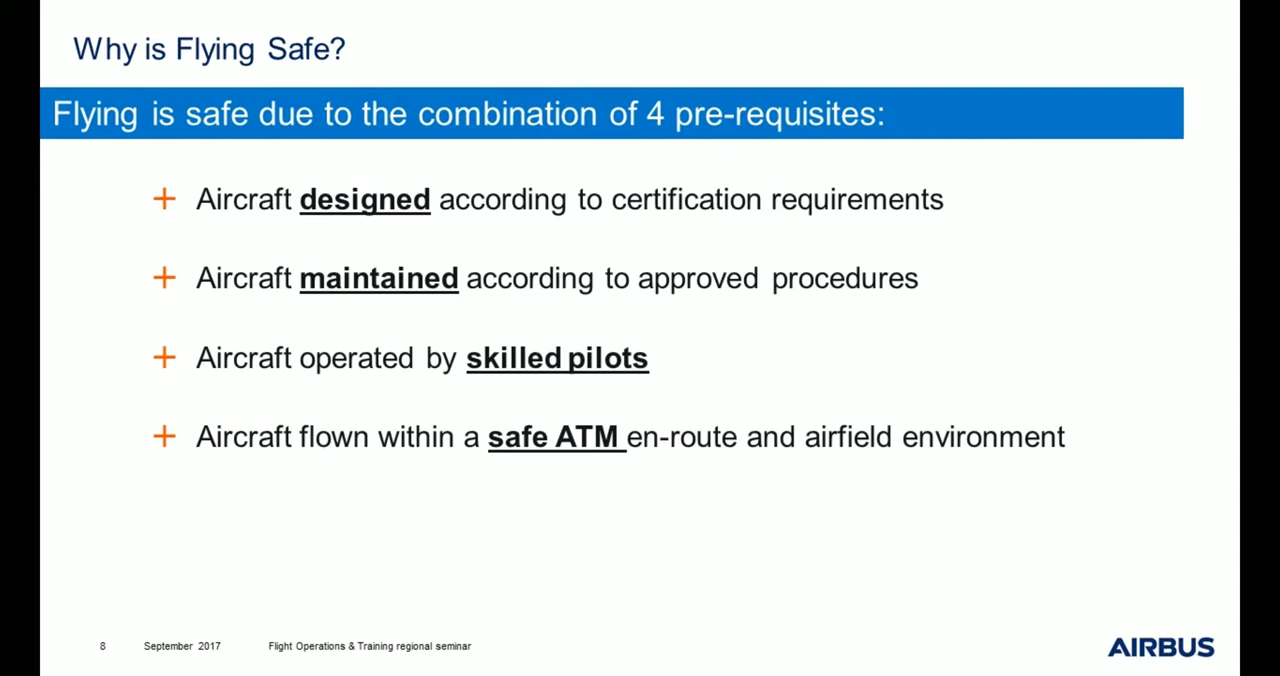 Why is Flying Safe?
Flying is safe due to the combination of 4 pre-requisites:
+ Aircraft designed according to certification requirements
+ Aircraft maintained according to approved procedures
+ Aircraft operated by skilled pilots
+ Aircraft flown within a safe ATM en-route and airfield environment
8 September 2017 Flight Operations & Training regional seminar
AIRBUS